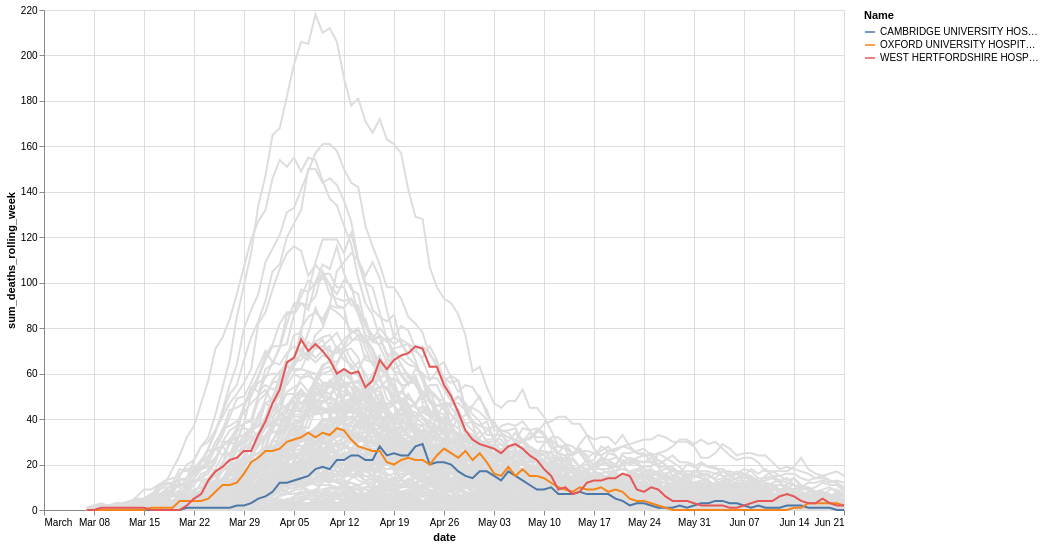 220
200
180
160
140
120
100
80
60
40
20
0
sum_deaths_rolling_week
March Mar 08 Mar 15 Mar 22 Mar 29 Apr 05 Apr 12 Apr 19 Apr 26 May 03 May 10 May 17 May 24 May 31 Jun 07 Jun 14 Jun 21
date
Name
CAMBRIDGE UNIVERSITY HOS…
OXFORD UNIVERSITY HOSPIT…
WEST HERTFORDSHIRE HOSP…